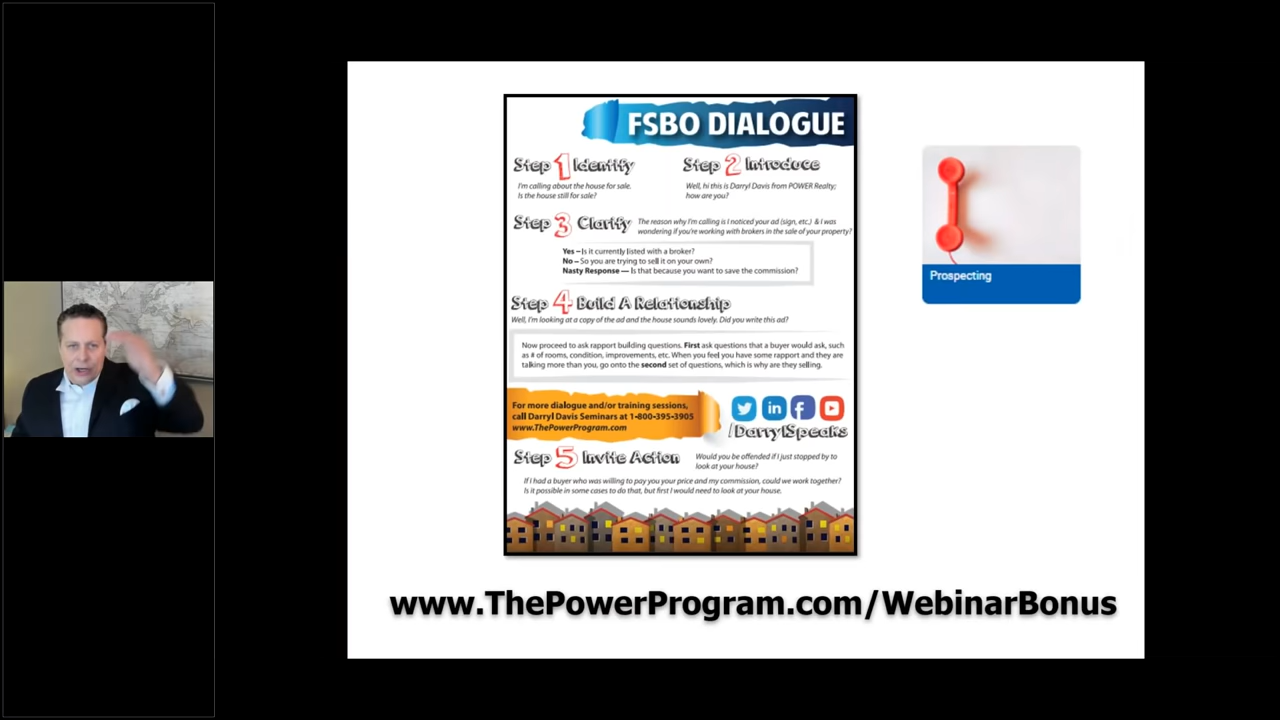 FSBO DIALOGUE
Step 1 Identify
I'm calling about the house for sale.
Is the house still for sale?
Step 2 Introduce
Well, hi this is Darryl Davis from POWER Realty;
how are you?
Step 3 Clarify
The reason why I'm calling is I noticed your ad (sign, etc.) & I was
wondering if you're working with brokers in the sale of your property?
Yes – Is it currently listed with a broker?
No – So you are trying to sell it on your own?
Nasty Response — Is that because you want to save the commission?
Step 4 Build A Relationship
Well, I'm looking at a copy of the ad and the house sounds lovely. Did you write this ad?
Now proceed to ask rapport building questions. First ask questions that a buyer would ask, such
as # of rooms, condition, improvements, etc. When you feel you have some rapport and they are
talking more than you, go onto the second set of questions, which is why are they selling.
For more dialogue and/or training sessions,
call Darryl Davis Seminars at 1-800-395-3905
www.ThePowerProgram.com
/DarrylSpeaks
Step 5 Invite Action
Would you be offended if I just stopped by to
look at your house?
If I had a buyer who was willing to pay you your price and my commission, could we work together?
Is it possible in some cases to do that, but first I would need to look at your house.
Prospecting
www.ThePowerProgram.com/WebinarBonus